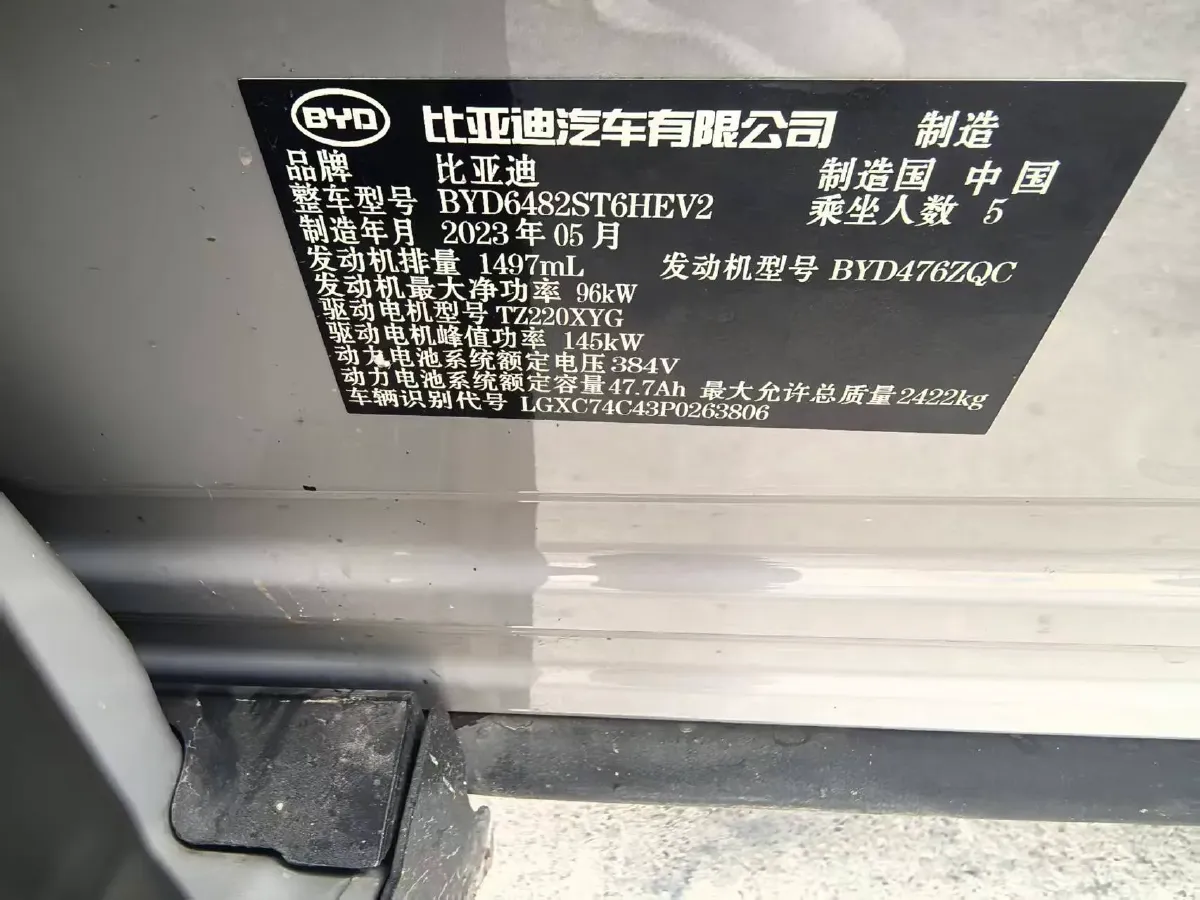 BYD 比亚迪汽车有限公司 制造
品牌 比亚迪 制造国 中国
整车型号 BYD6482ST6HEV2 乘坐人数 5
制造年月 2023年05月
发动机排量 1497mL 发动机型号 BYD476ZQC
发动机最大净功率 96kW
驱动电机型号 TZ220XYG
驱动电机峰值功率 145kW
动力电池系统额定电压 384V
动力电池系统额定容量 47.7Ah 最大允许总质量 2422kg
车辆识别代号 LGXC74C43P0263806